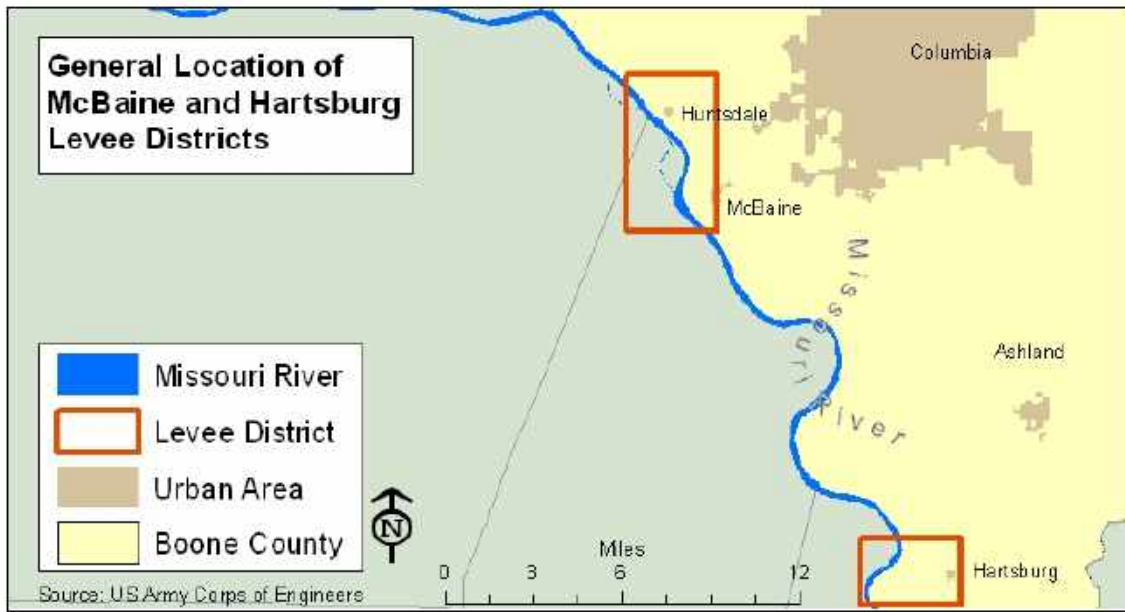 General Location of
McBaine and Hartsburg
Levee Districts
Columbia
Huntsdale
McBaine
Missouri River
Ashland
Missouri River
Levee District
Urban Area
Boone County
N
Miles
0 3 6 12
Hartsburg
Source: US Army Corps of Engineers